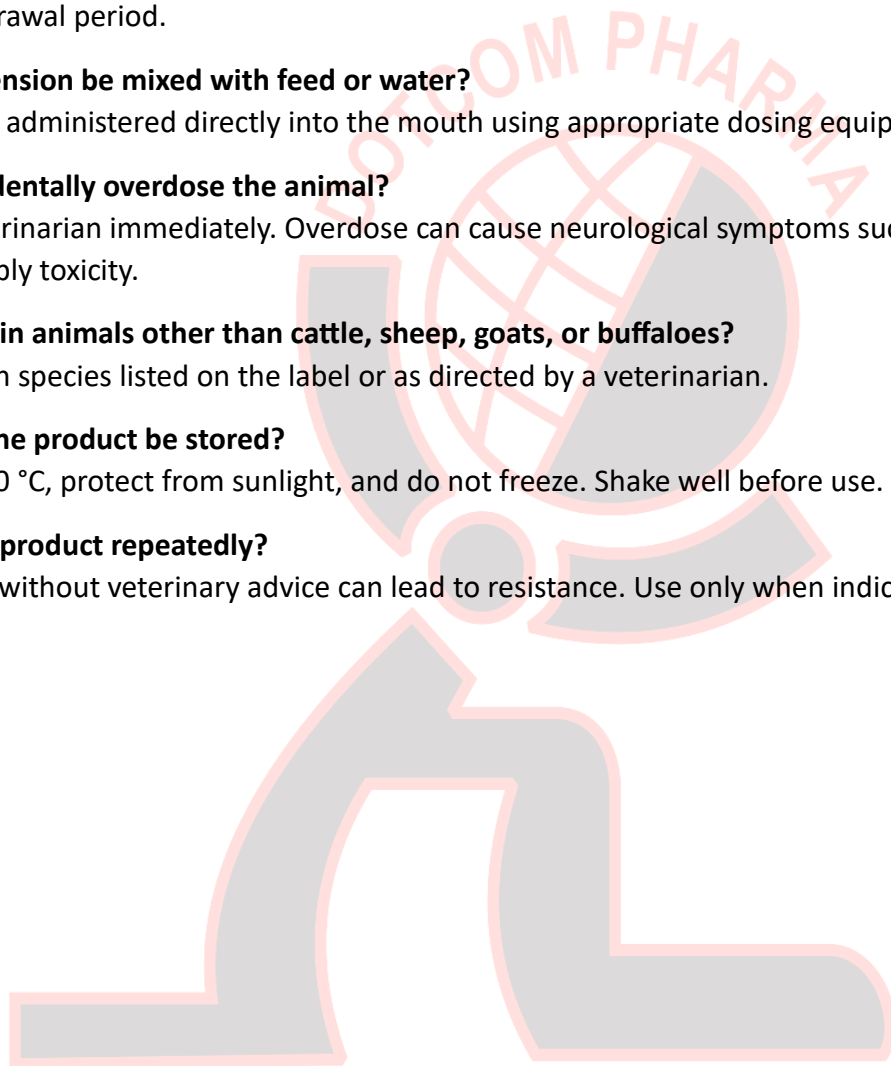 rawal period.
ension be mixed with feed or water?
administered directly into the mouth using appropriate dosing equip
dentally overdose the animal?
rinarian immediately. Overdose can cause neurological symptoms suc
bly toxicity.
in animals other than cattle, sheep, goats, or buffaloes?
n species listed on the label or as directed by a veterinarian.
he product be stored?
0 °C, protect from sunlight, and do not freeze. Shake well before use.
product repeatedly?
without veterinary advice can lead to resistance. Use only when indic
DOTCOM PHARMA